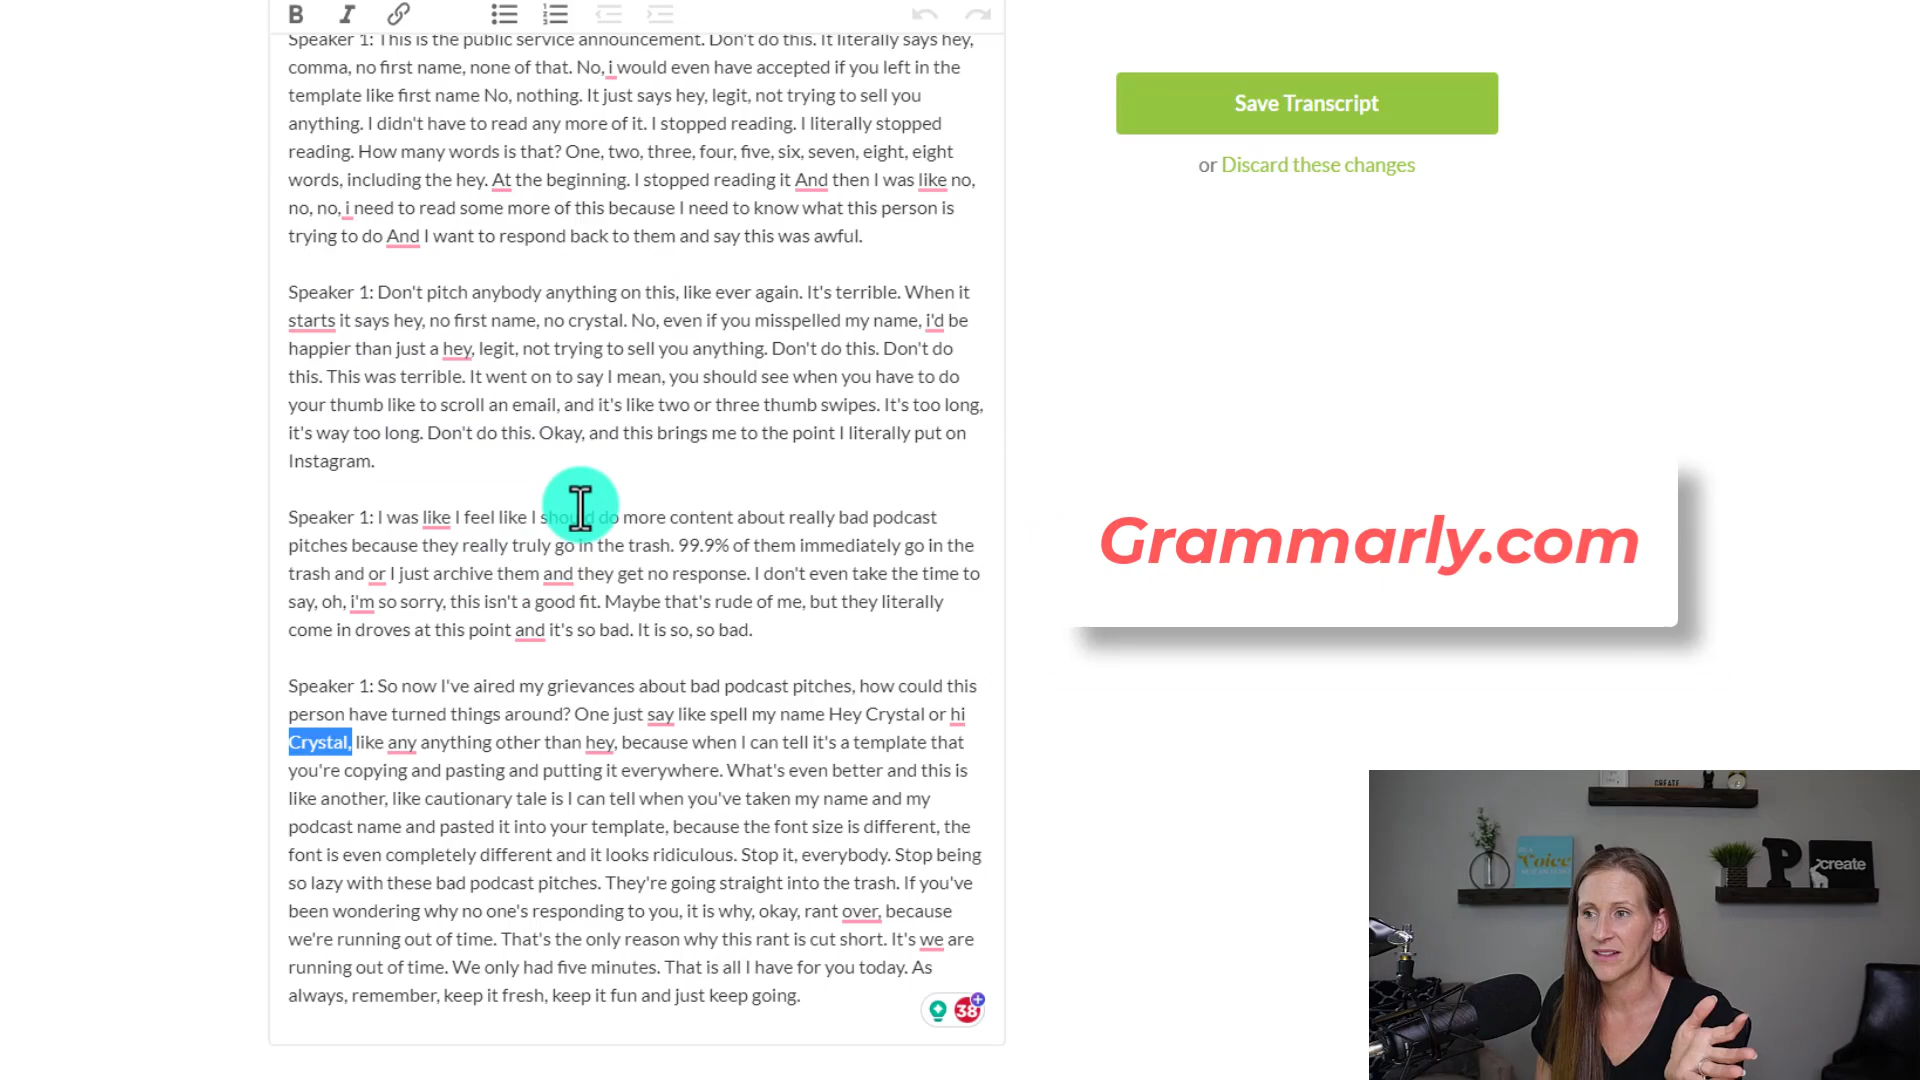 Speaker 1: This is the public service announcement. Don't do this. It literally says hey,
comma, no first name, none of that. No, i would even have accepted if you left in the
template like first name No, nothing. It just says hey, legit, not trying to sell you
anything. I didn't have to read any more of it. I stopped reading. I literally stopped
reading. How many words is that? One, two, three, four, five, six, seven, eight, eight
words, including the hey. At the beginning. I stopped reading it And then I was like no,
no, no, i need to read some more of this because I need to know what this person is
trying to do And I want to respond back to them and say this was awful.
Speaker 1: Don't pitch anybody anything on this, like ever again. It's terrible. When it
starts it says hey, no first name, no crystal. No, even if you misspelled my name, i'd be
happier than just a hey, legit, not trying to sell you anything. Don't do this. Don't do
this. This was terrible. It went on to say I mean, you should see when you have to do
your thumb like to scroll an email, and it's like two or three thumb swipes. It's too long,
it's way too long. Don't do this. Okay, and this brings me to the point I literally put on
Instagram.
Speaker 1: I was like I feel like I should do more content about really bad podcast
pitches because they really truly go in the trash. 99.9% of them immediately go in the
trash and or I just archive them and they get no response. I don't even take the time to
say, oh, i'm so sorry, this isn't a good fit. Maybe that's rude of me, but they literally
come in droves at this point and it's so bad. It is so, so bad.
Speaker 1: So now I've aired my grievances about bad podcast pitches, how could this
person have turned things around? One just say like spell my name Hey Crystal or hi
Crystal, like any anything other than hey, because when I can tell it's a template that
you're copying and pasting and putting it everywhere. What's even better and this is
like another, like cautionary tale is I can tell when you've taken my name and my
podcast name and pasted it into your template, because the font size is different, the
font is even completely different and it looks ridiculous. Stop it, everybody. Stop being
so lazy with these bad podcast pitches. They're going straight into the trash. If you've
been wondering why no one's responding to you, it is why, okay, rant over, because
we're running out of time. That's the only reason why this rant is cut short. It's we are
running out of time. We only had five minutes. That is all I have for you today. As
always, remember, keep it fresh, keep it fun and just keep going.
38
Save Transcript
or Discard these changes
Grammarly.com
CREATE
Voice
P
create